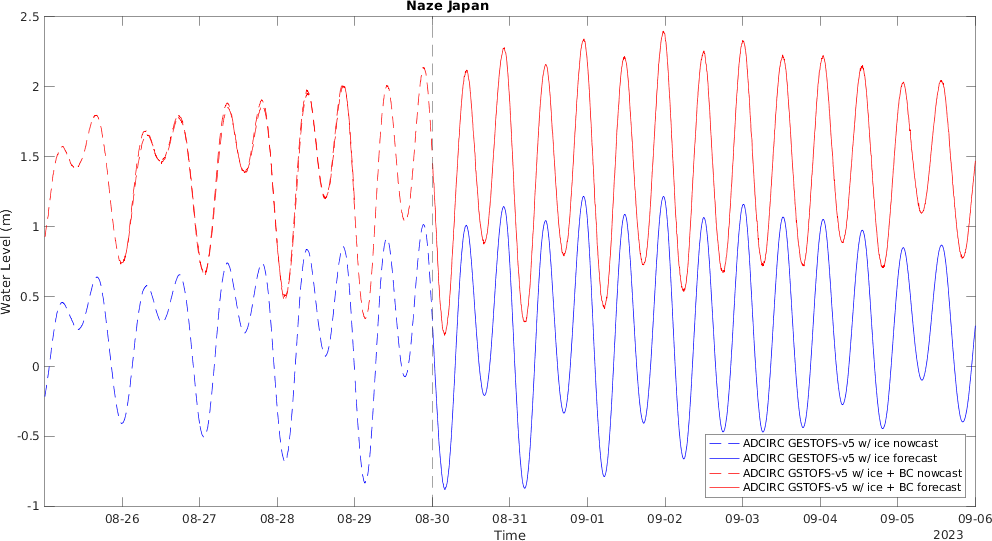 Naze Japan
Water Level (m)
2.5
2
1.5
1
0.5
0
-0.5
-1
ADCIRC GESTOFS-v5 w/ ice nowcast
ADCIRC GESTOFS-v5 w/ ice forecast
ADCIRC GSTOFS-v5 w/ ice + BC nowcast
ADCIRC GSTOFS-v5 w/ ice + BC forecast
08-26 08-27 08-28 08-29 08-30 08-31 09-01 09-02 09-03 09-04 09-05 09-06
Time
2023